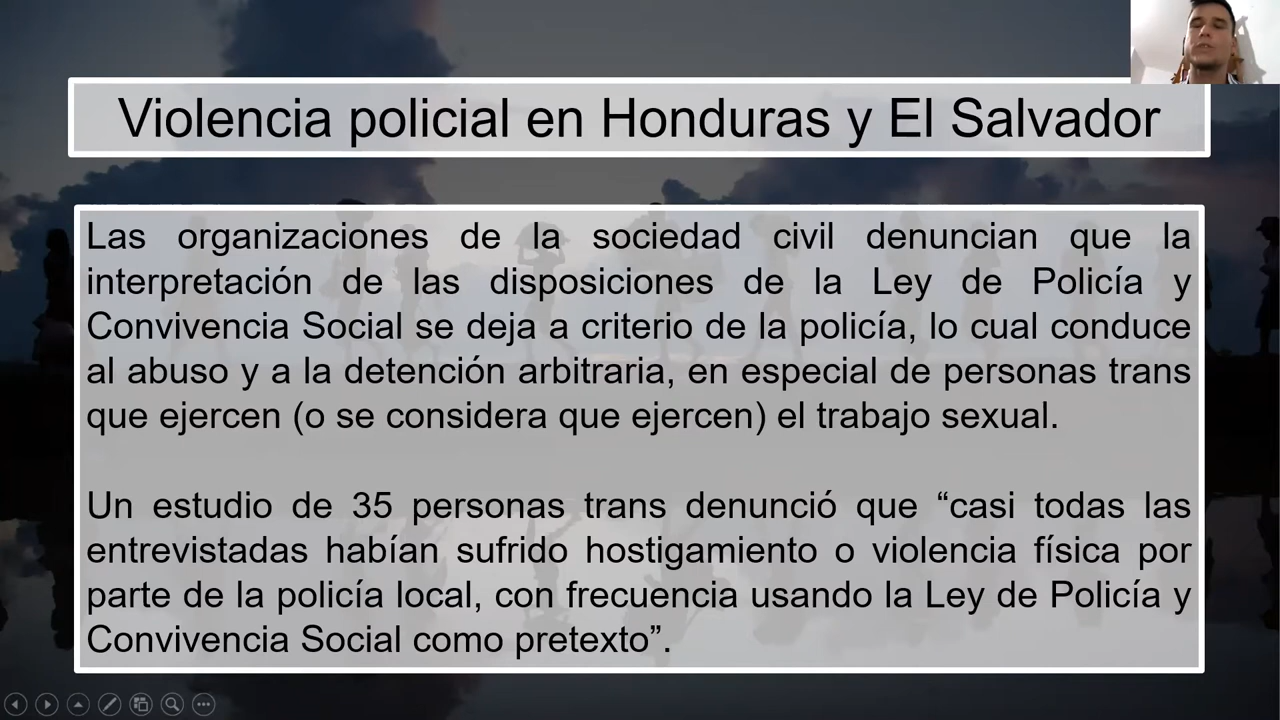 Violencia policial en Honduras y El Salvador
Las organizaciones de la sociedad civil denuncian que la
interpretación de las disposiciones de la Ley de Policía y
Convivencia Social se deja a criterio de la policía, lo cual conduce
al abuso y a la detención arbitraria, en especial de personas trans
que ejercen (o se considera que ejercen) el trabajo sexual.
Un estudio de 35 personas trans denunció que “casi todas las
entrevistadas habían sufrido hostigamiento o violencia física por
parte de la policía local, con frecuencia usando la Ley de Policía y
Convivencia Social como pretexto”.